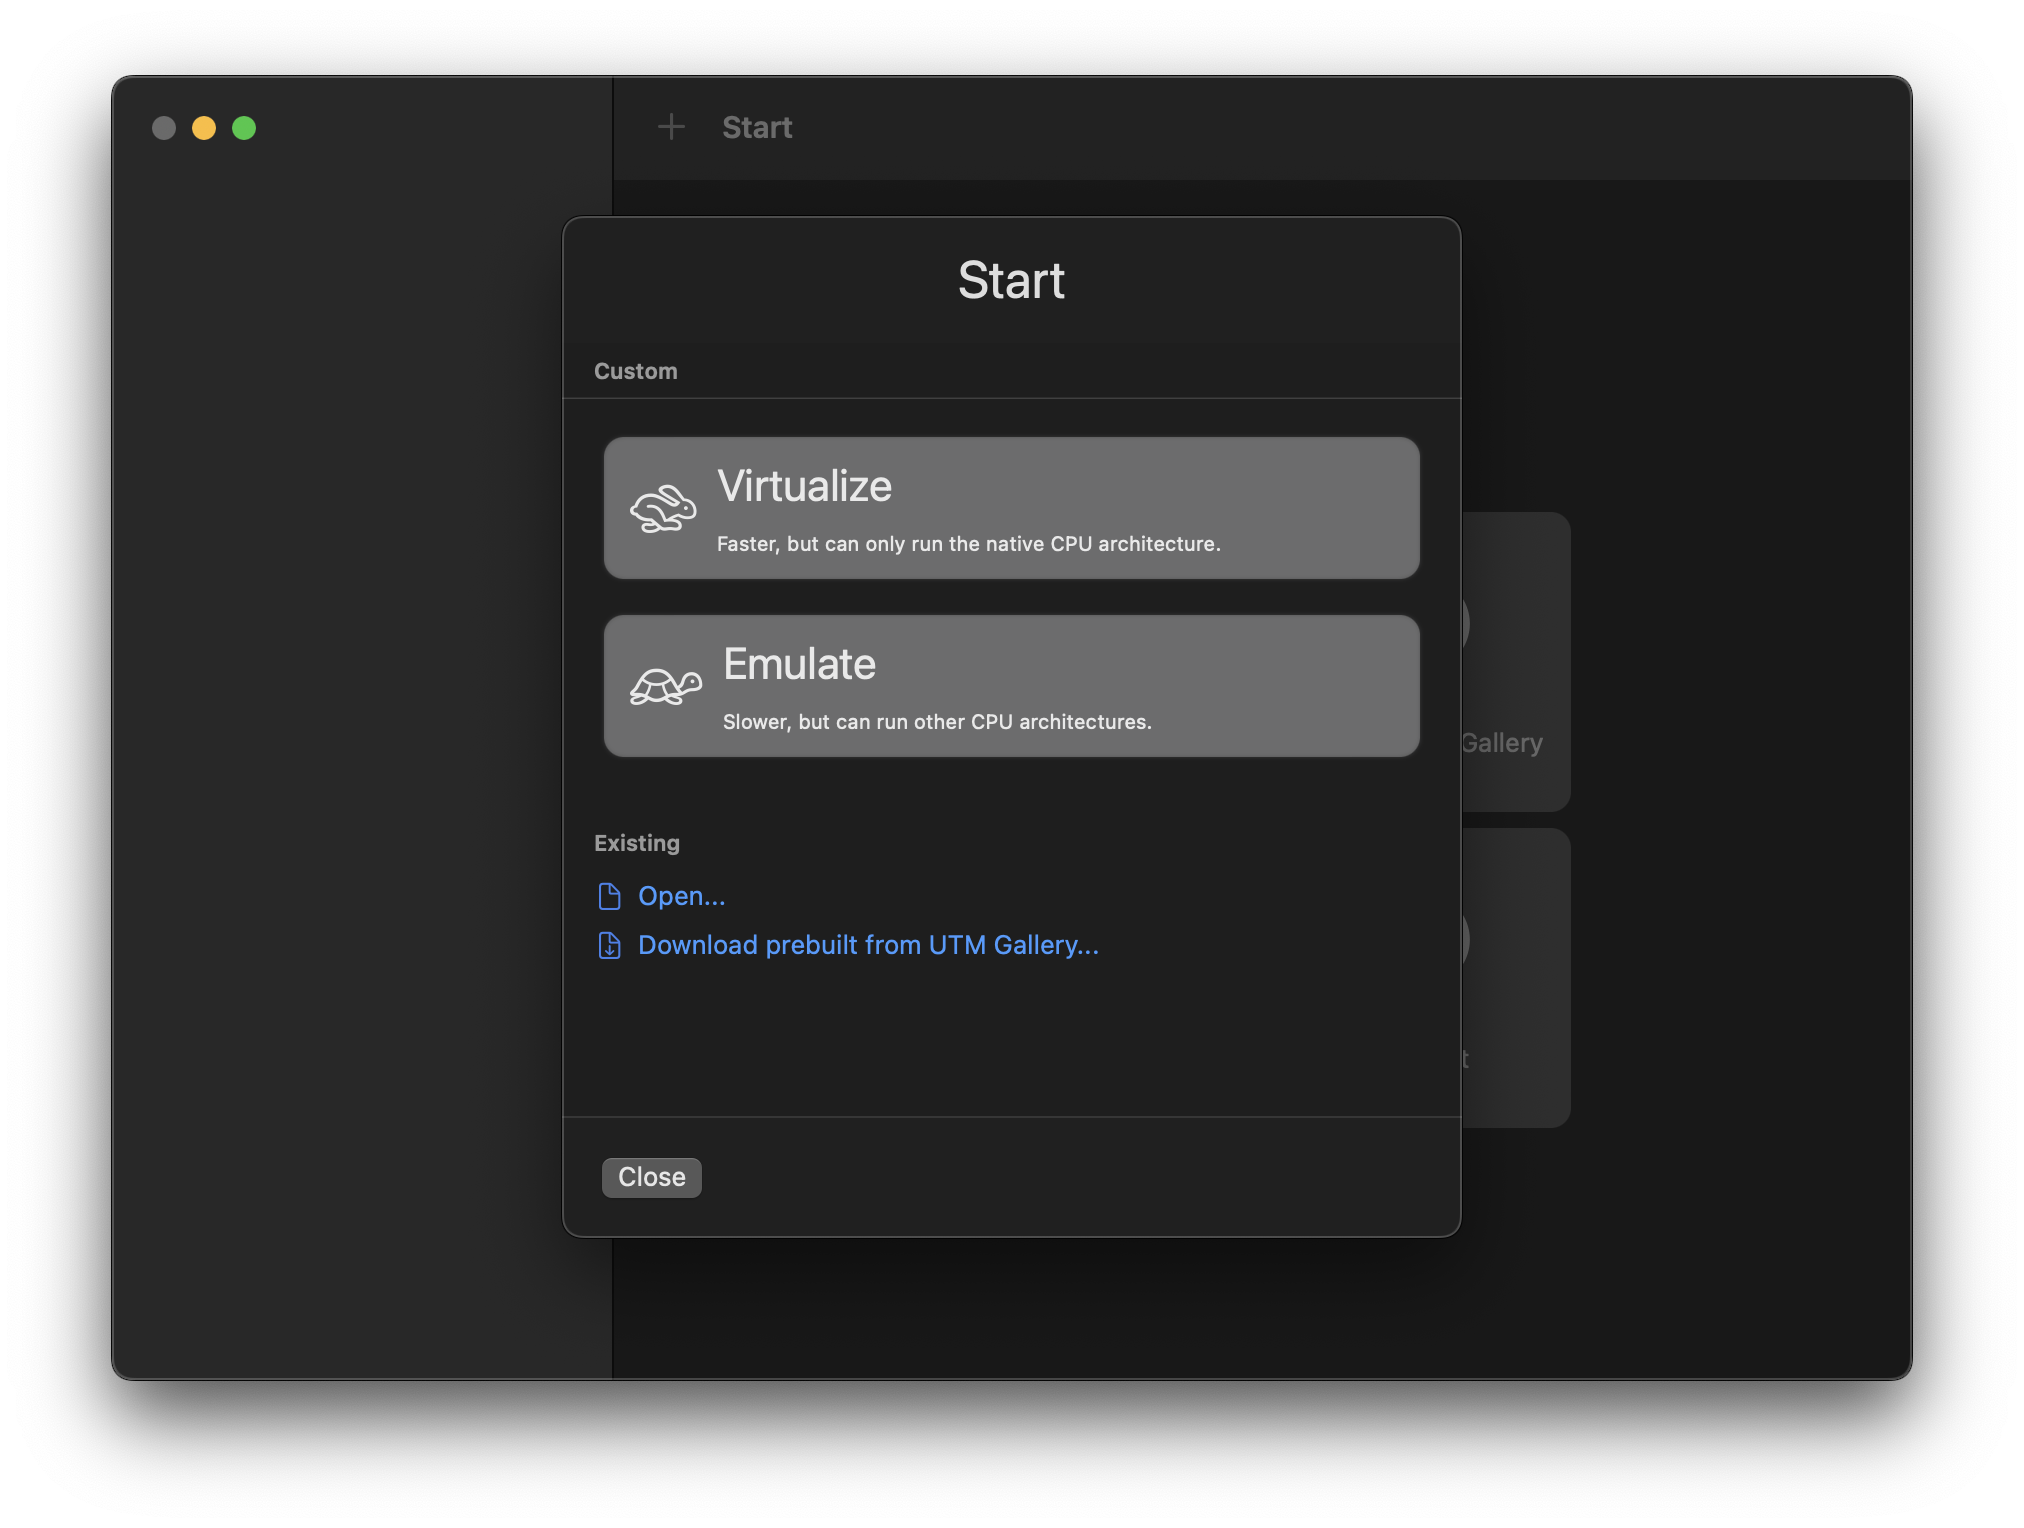 Start
Start
Custom
Virtualize
Faster, but can only run the native CPU architecture.
Emulate
Slower, but can run other CPU architectures.
Gallery
Existing
Open...
Download prebuilt from UTM Gallery...
t
Close